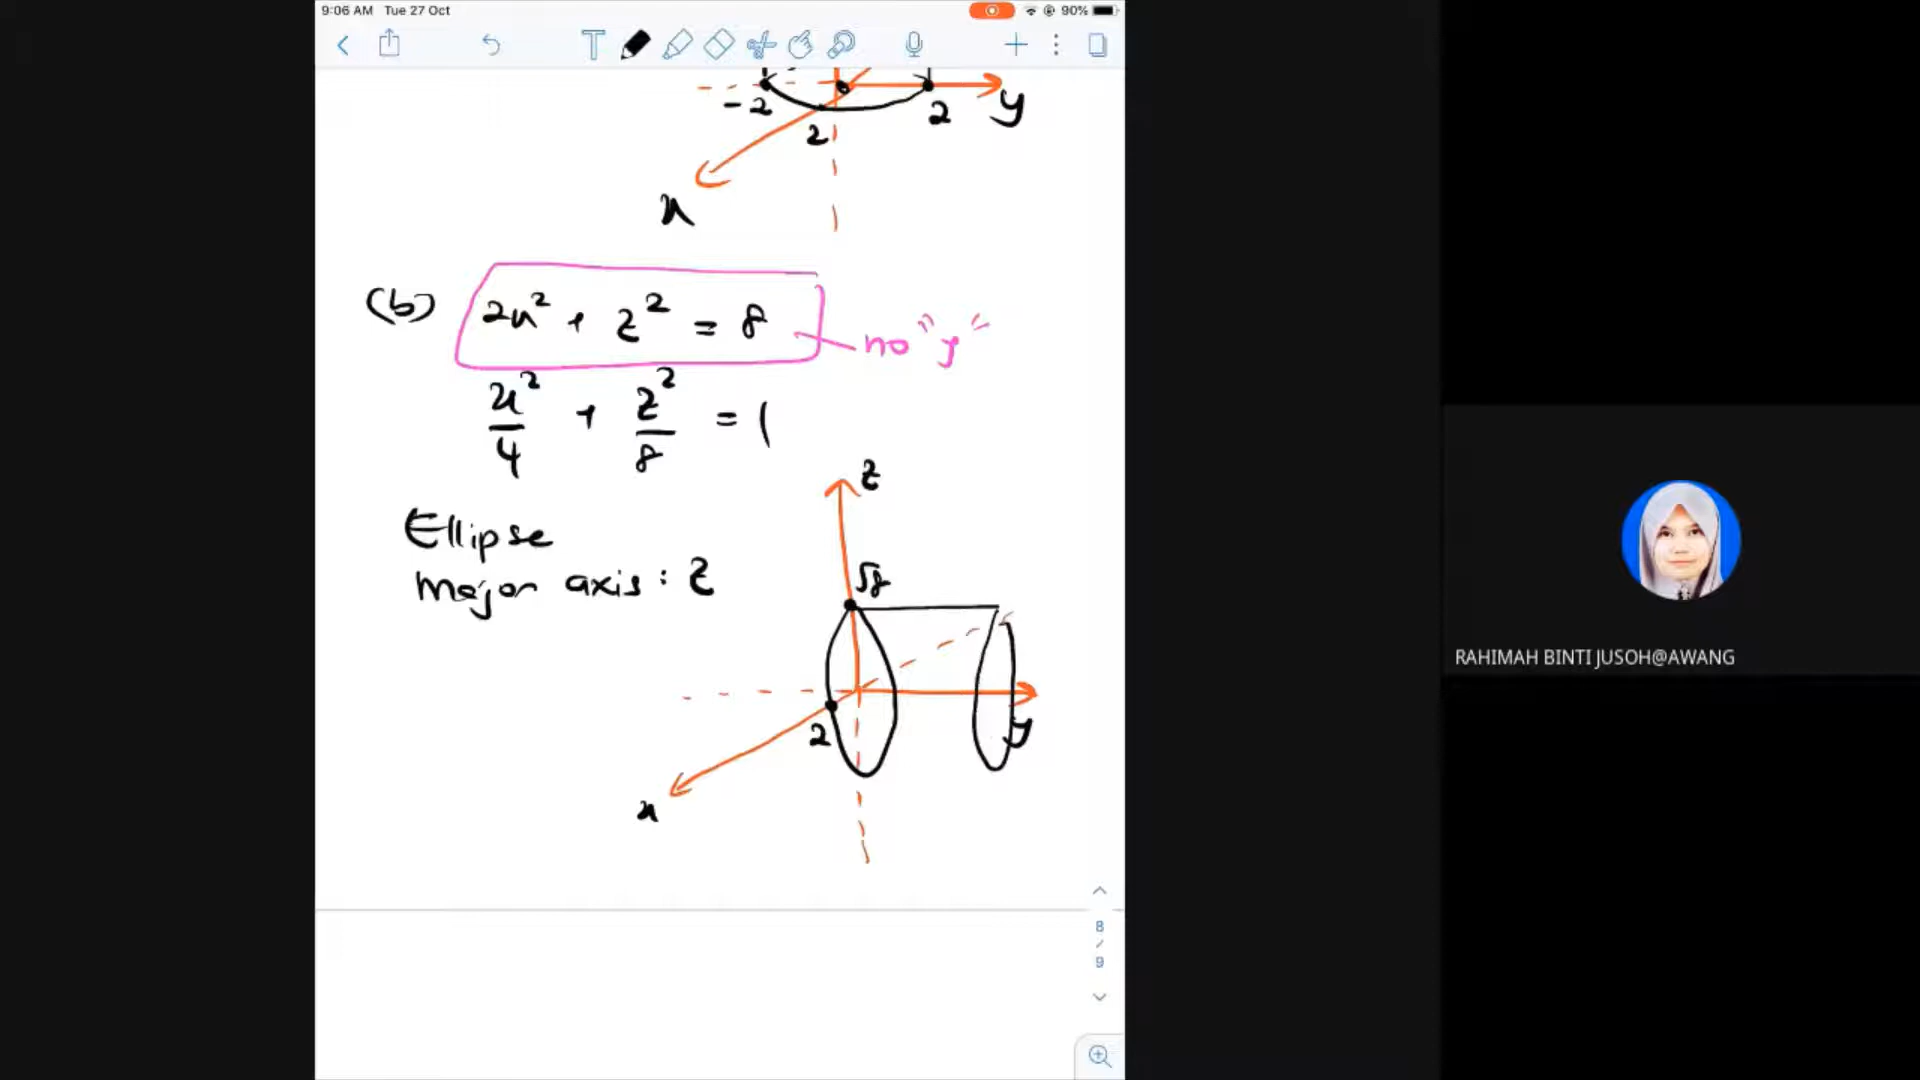 9:06 AM Tue 27 Oct
90%
-2
2
2
y
x
(b) 2x² + z² = 8
no "y"
x²/4 + z²/8 = 1
z
Ellipse
√8
major axis : z
2
y
x
8
/
9
RAHIMAH BINTI JUSOH@AWANG